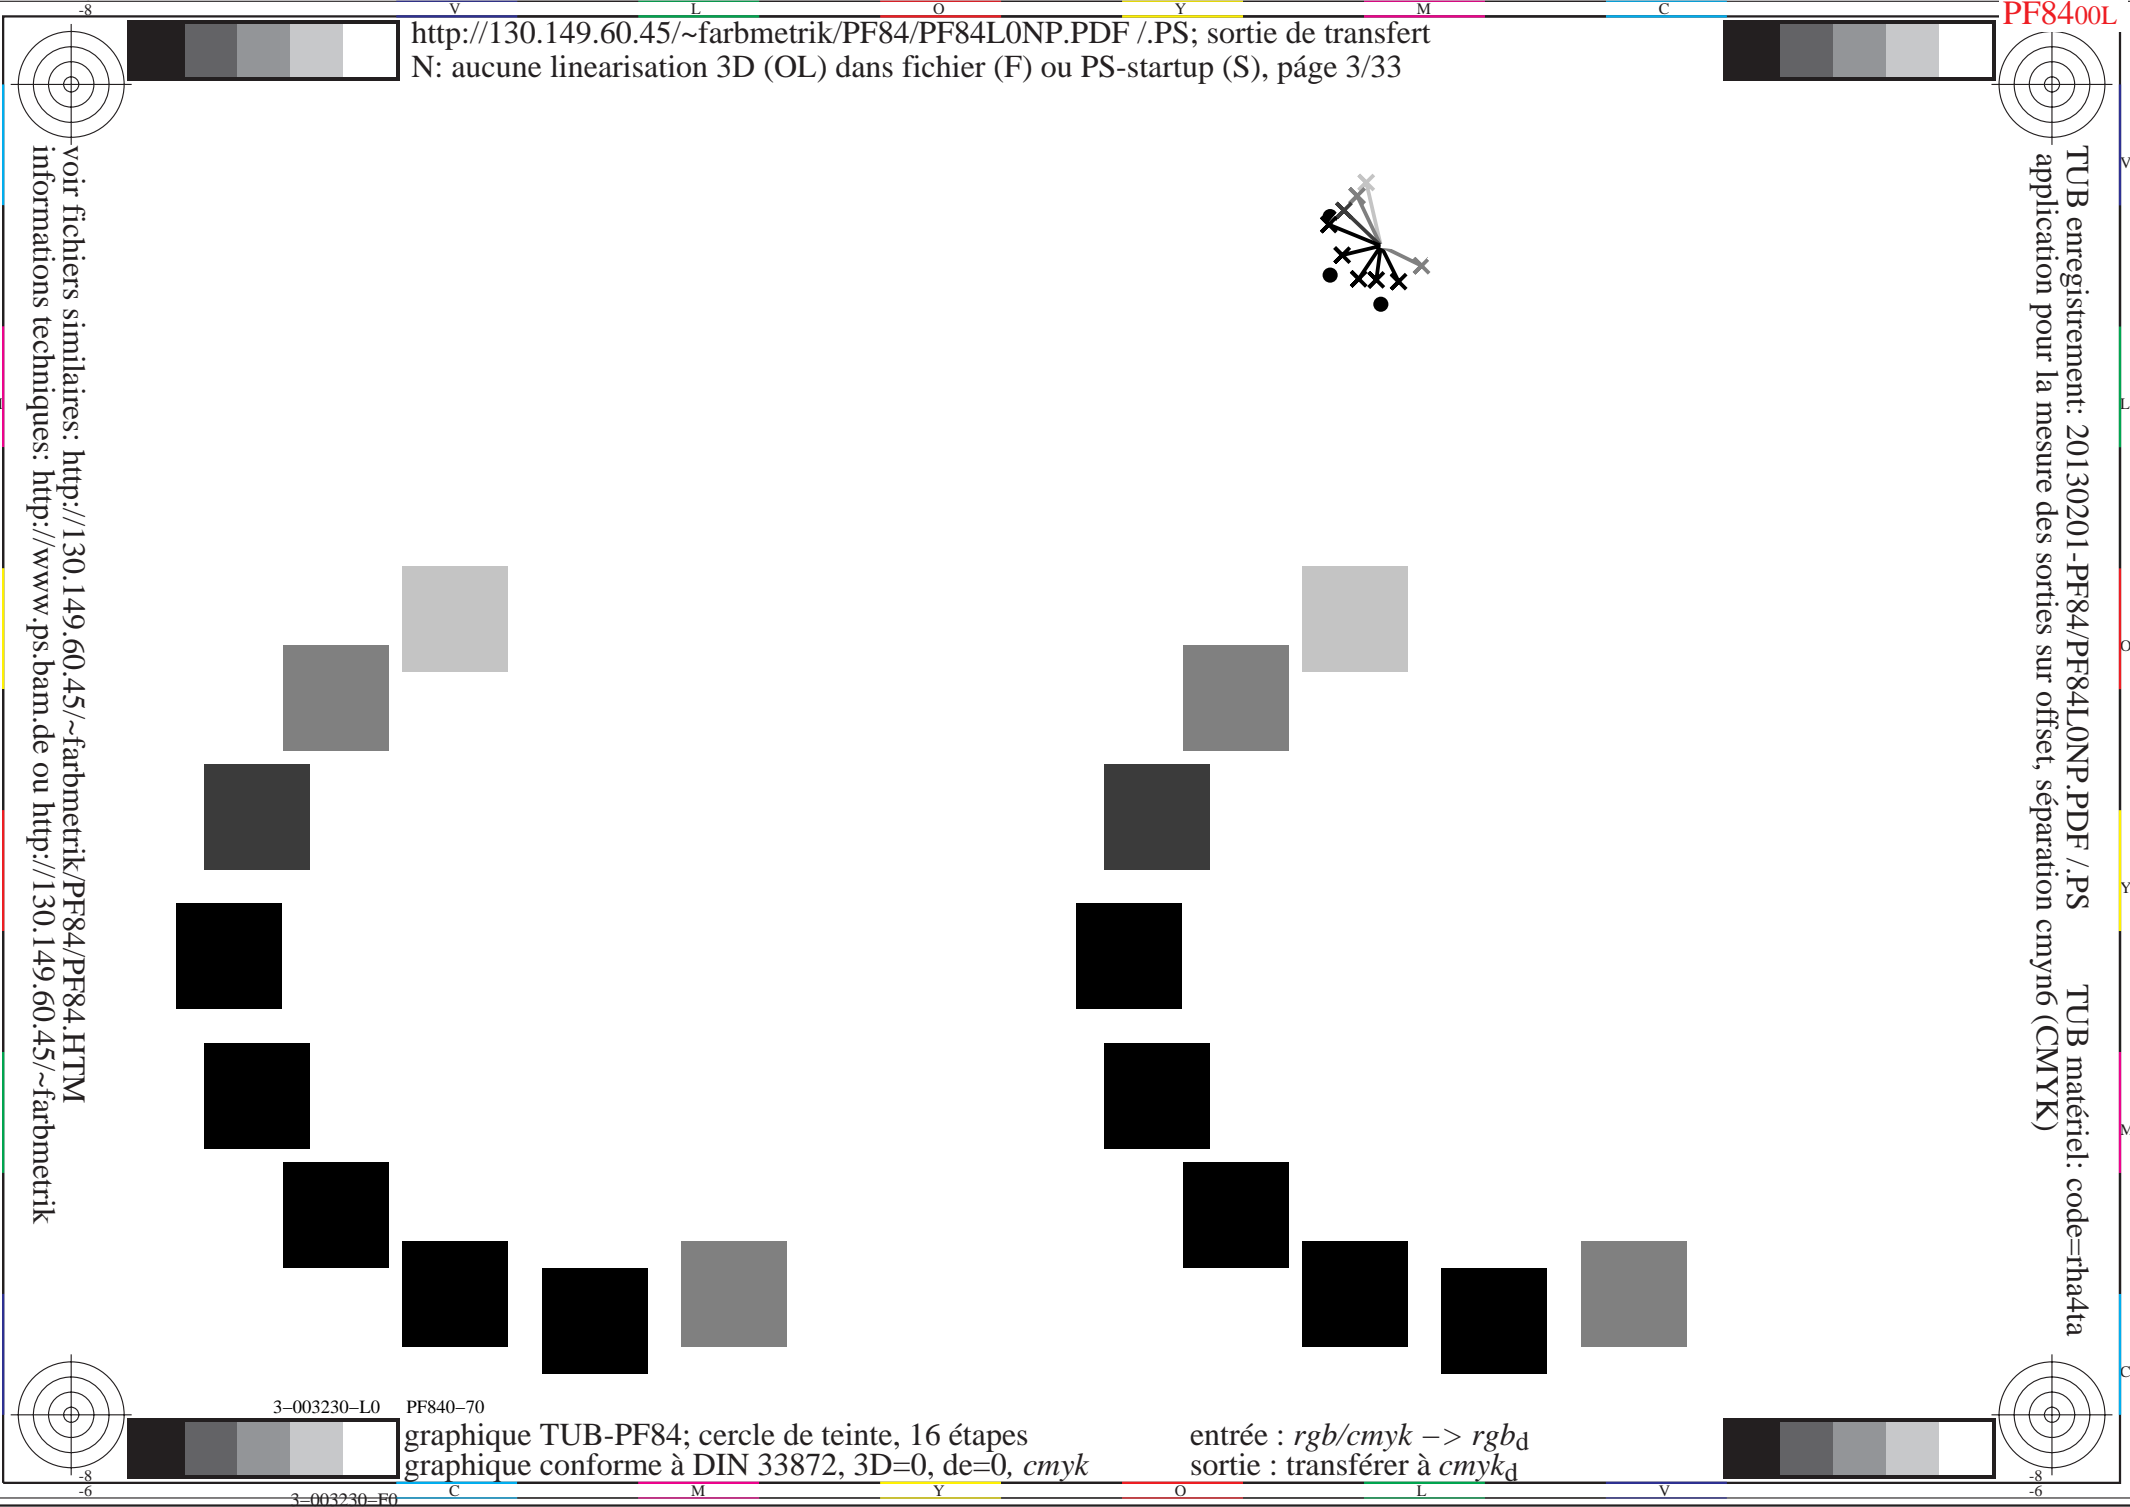 -8 V L O Y M C
PF8400L
http://130.149.60.45/~farbmetrik/PF84/PF84L0NP.PDF /.PS; sortie de transfert
N: aucune linearisation 3D (OL) dans fichier (F) ou PS-startup (S), páge 3/33
voir fichiers similaires: http://130.149.60.45/~farbmetrik/PF84/PF84.HTM
informations techniques: http://www.ps.bam.de ou http://130.149.60.45/~farbmetrik
TUB enregistrement: 20130201-PF84/PF84L0NP.PDF /.PS TUB matériel: code=rha4ta
application pour la mesure des sorties sur offset, séparation cmyn6 (CMYK)
V
L
O
Y
M
C
3-003230-L0 PF840-70
graphique TUB-PF84; cercle de teinte, 16 étapes
graphique conforme à DIN 33872, 3D=0, de=0, cmyk
entrée : rgb/cmyk -> rgbd
sortie : transférer à cmykd
-8 -8
-6 3-003230-F0 C M Y O L V -6